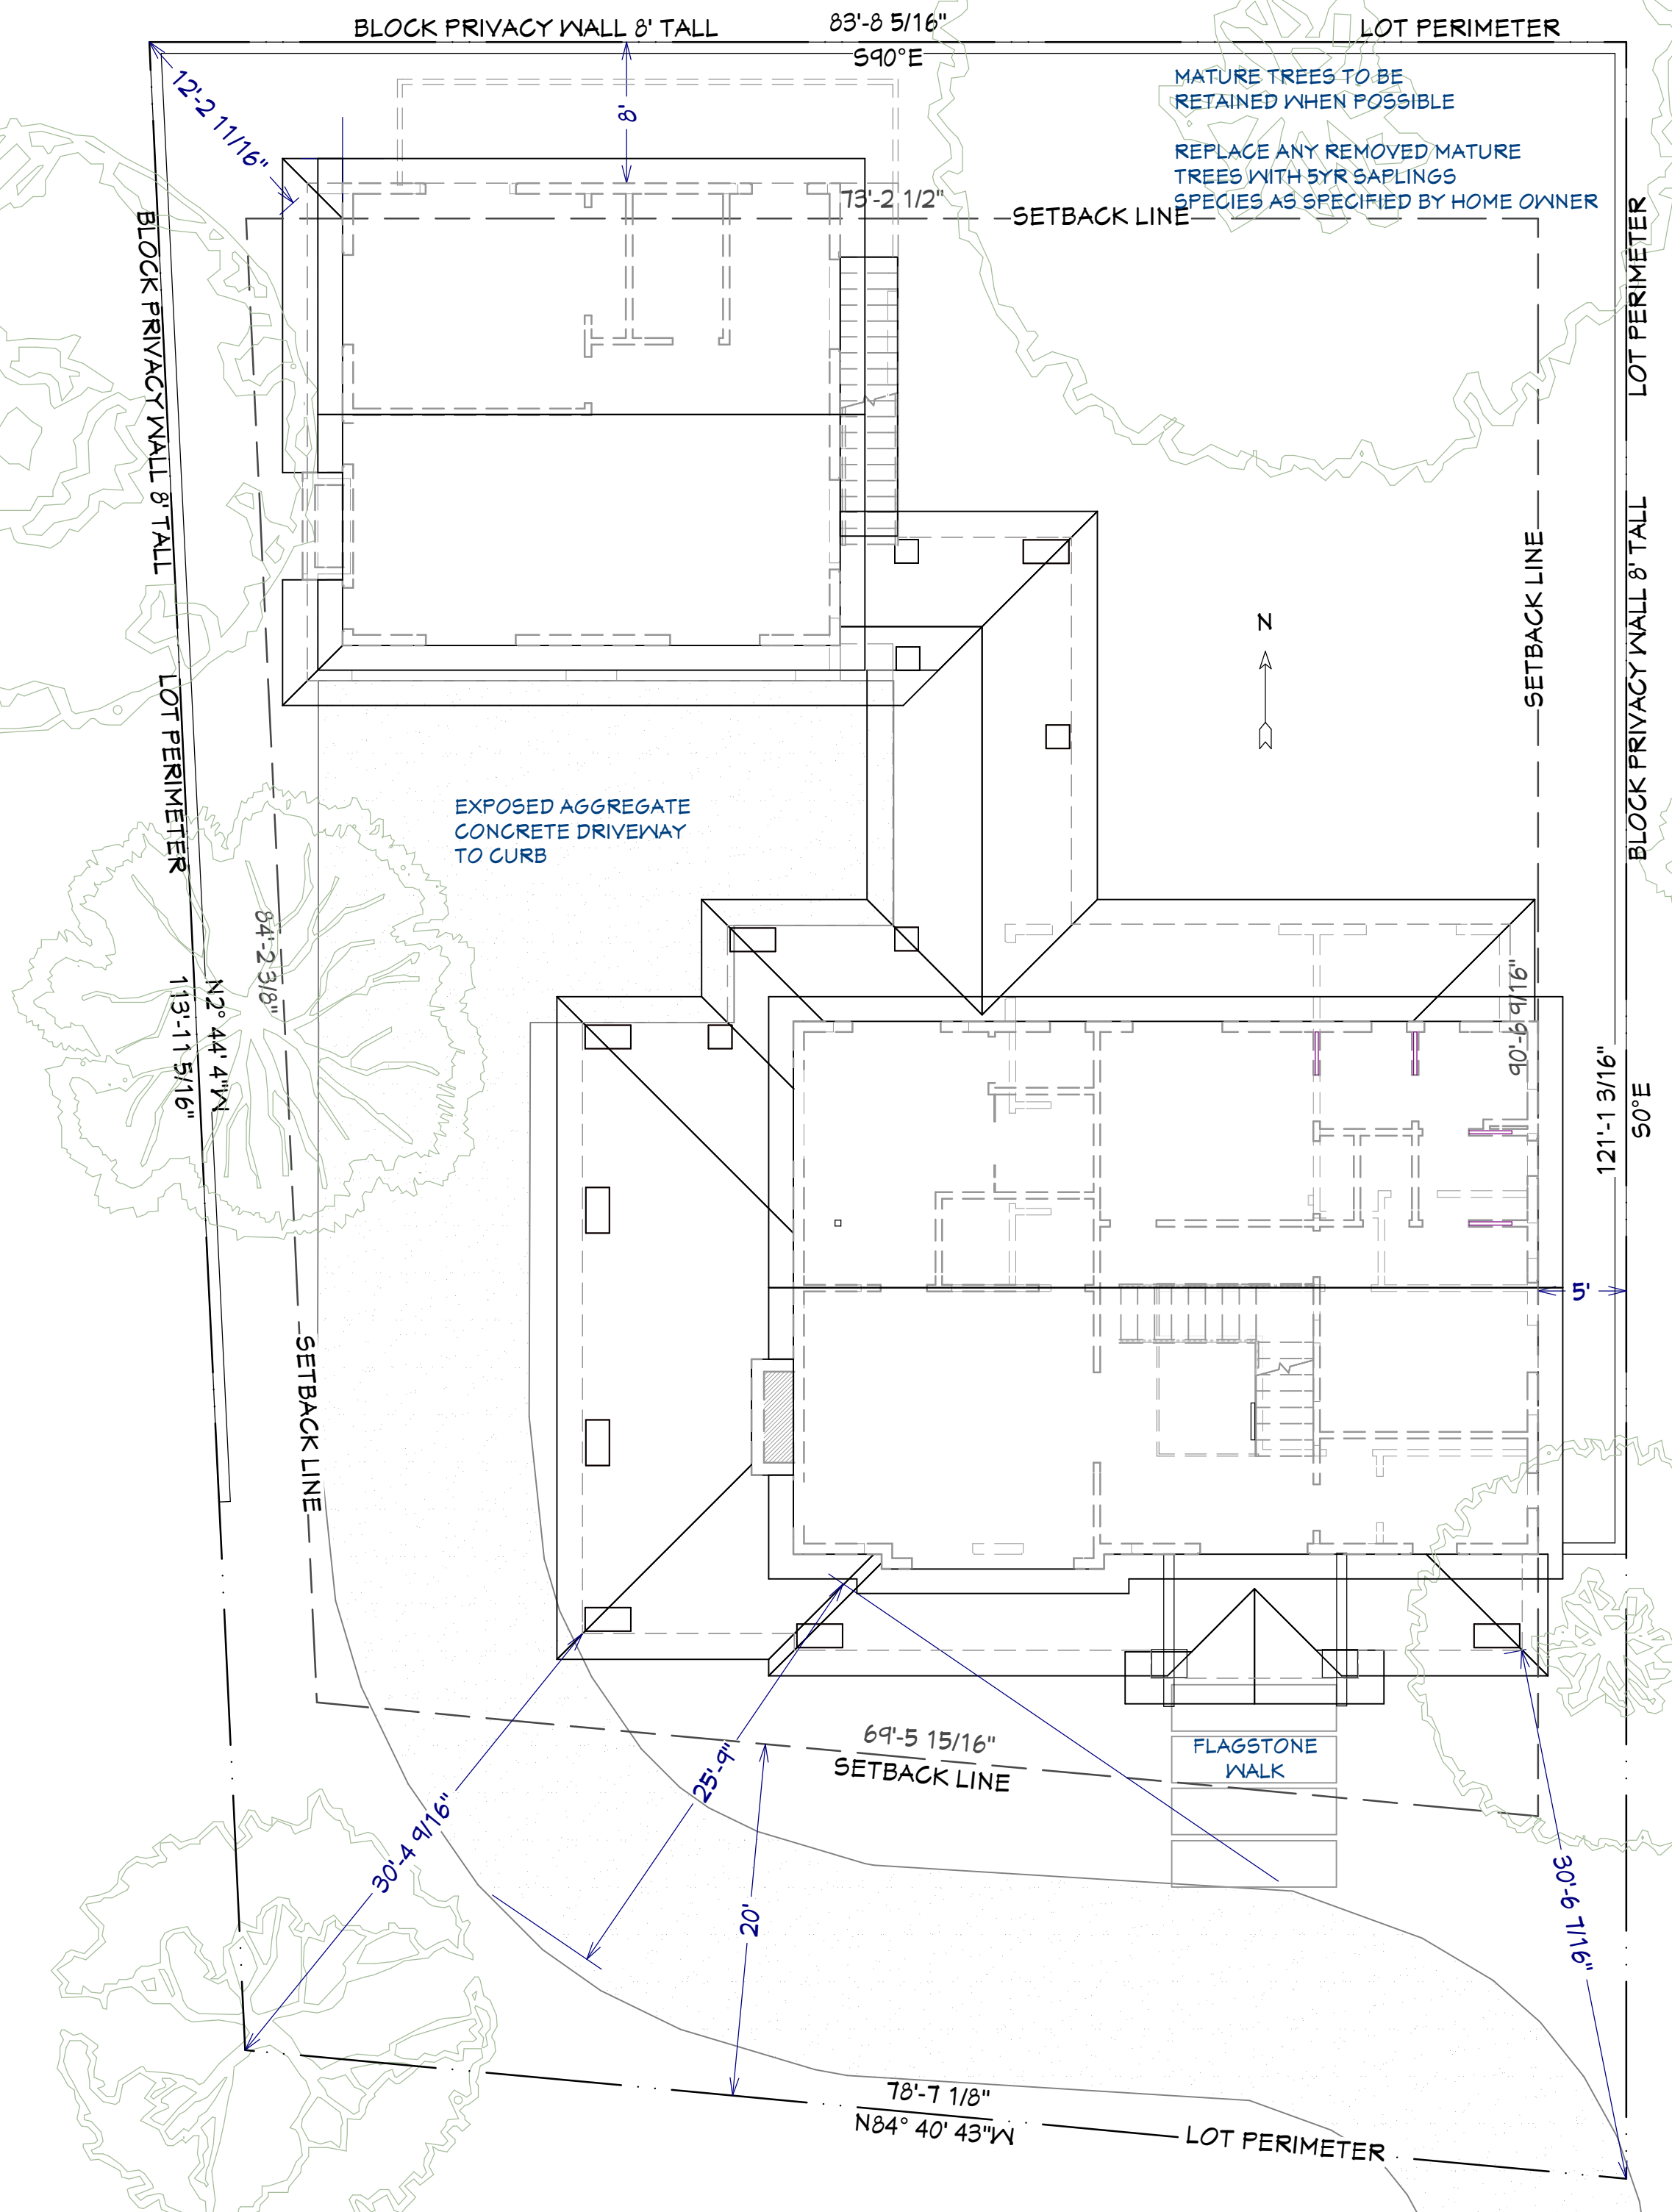 BLOCK PRIVACY WALL 8' TALL
83'-8 5/16"
LOT PERIMETER
S90°E
12'-2 11/16"
8'
MATURE TREES TO BE
RETAINED WHEN POSSIBLE
REPLACE ANY REMOVED MATURE
TREES WITH 5YR SAPLINGS
SPECIES AS SPECIFIED BY HOME OWNER
73'-2 1/2"
SETBACK LINE
BLOCK PRIVACY WALL 8' TALL
LOT PERIMETER
SETBACK LINE
BLOCK PRIVACY WALL 8' TALL
N
LOT PERIMETER
EXPOSED AGGREGATE
CONCRETE DRIVEWAY
TO CURB
84'-2 3/8"
N2° 44' 4"W
113'-11 5/16"
90'-6 9/16"
121'-1 3/16"
S0°E
5'
SETBACK LINE
69'-5 15/16"
SETBACK LINE
FLAGSTONE
WALK
25'-9"
30'-4 9/16"
20'
30'-6 7/16"
78'-7 1/8"
N84° 40' 43"W
LOT PERIMETER